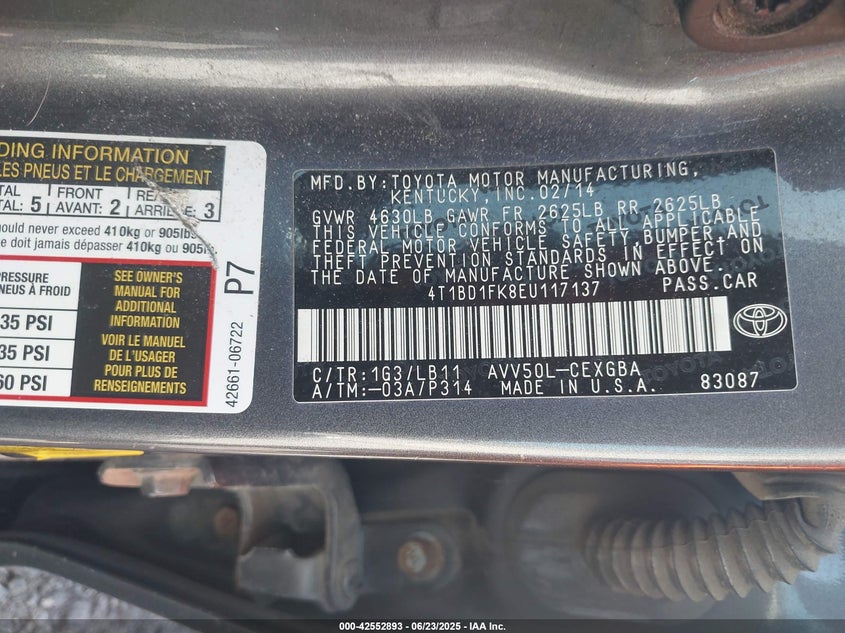 DING INFORMATION
LES PNEUS ET LE CHARGEMENT
TAL 5 FRONT 2 REA 3
TAL: AVANT: ARRIÈRE:
ould never exceed 410kg or 905lbs
e doit jamais dépasser 410kg ou 905
PRESSURE
NEUS À FROID
35 PSI
35 PSI
60 PSI
SEE OWNER'S
MANUAL FOR
ADDITIONAL
INFORMATION
VOIR LE MANUEL
DE L'USAGER
POUR PLUS DE
RENSEIGNEMENTS
P7
42661-06722
MFD.BY:TOYOTA MOTOR MANUFACTURING,
KENTUCKY,INC.02/14
GVWR 4630LB GAWR FR 2625LB RR 2625LB
THIS VEHICLE CONFORMS TO ALL APPLICABLE
FEDERAL MOTOR VEHICLE SAFETY,BUMPER AND
THEFT PREVENTION STANDARDS IN EFFECT ON
THE DATE OF MANUFACTURE SHOWN ABOVE.
4T1BD1FK8EU117137 PASS.CAR
TOYOTA
C/TR:1G3/LB11 AVV50L-CEXGBA
A/TM:-03A/P314 MADE IN U.S.A. 83087
000-42552893 - 06/23/2025 - IAA Inc.